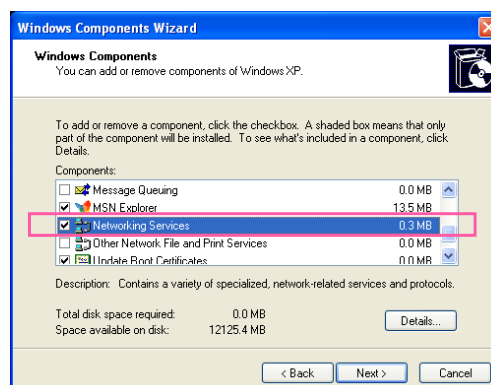 Windows Components Wizard
Windows Components
You can add or remove components of Windows XP.
To add or remove a component, click the checkbox. A shaded box means that only
part of the component will be installed. To see what's included in a component, click
Details.
Components:
Message Queuing 0.0 MB
MSN Explorer 13.5 MB
Networking Services 0.3 MB
Other Network File and Print Services 0.0 MB
Update Root Certificates 0.0 MB
Description: Contains a variety of specialized, network-related services and protocols.
Total disk space required: 0.0 MB
Space available on disk: 12125.4 MB
Details...
< Back Next > Cancel